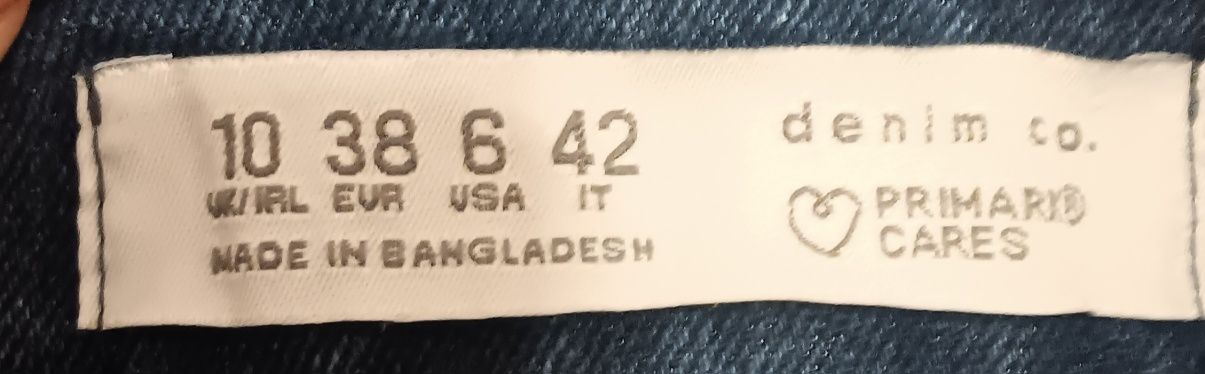 10 38 6 42
UK/IRL EUR USA IT
MADE IN BANGLADESH
denim co.
PRIMARK®
CARES